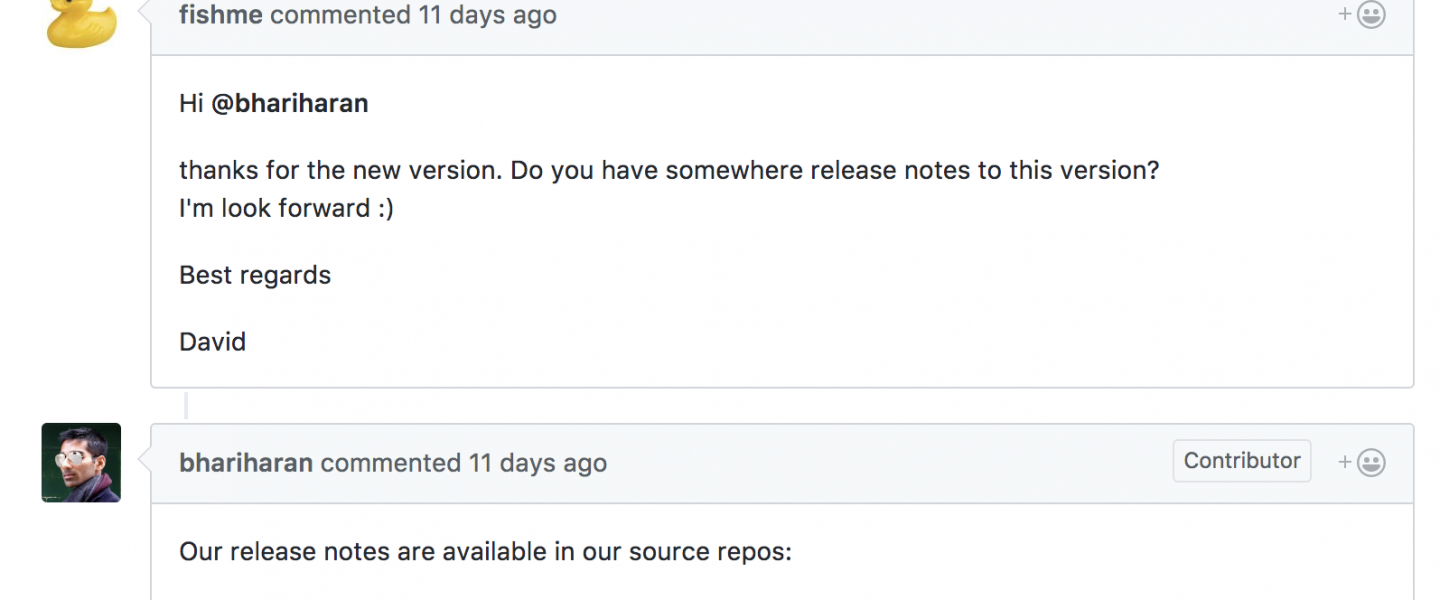 fishme commented 11 days ago
Hi @bhariharan
thanks for the new version. Do you have somewhere release notes to this version?
I'm look forward :)
Best regards
David
bhariharan commented 11 days ago
Contributor
Our release notes are available in our source repos: